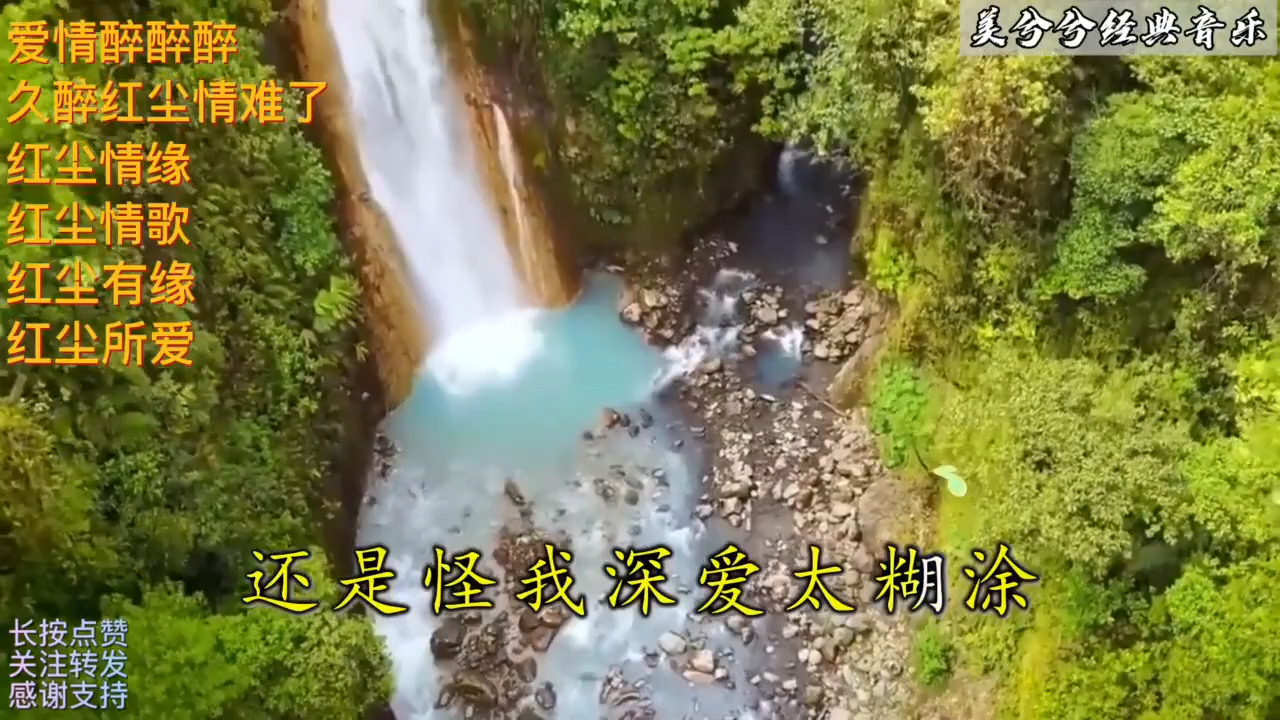 美兮兮经典音乐
爱情醉醉醉
久醉红尘情难了
红尘情缘
红尘情歌
红尘有缘
红尘所爱
还是怪我深爱太糊涂
长按点赞
关注转发
感谢支持